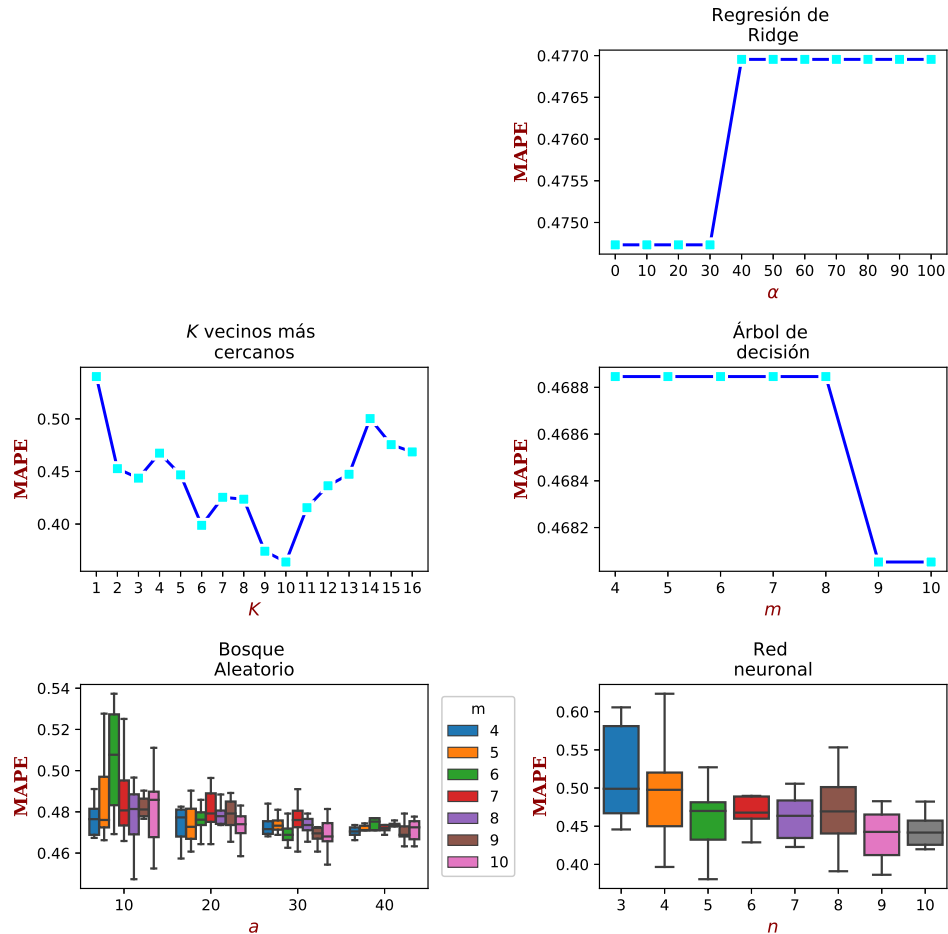 Regresión de
Ridge
MAPE
0.4770
0.4765
0.4760
0.4755
0.4750
0 10 20 30 40 50 60 70 80 90 100
α
K vecinos más
cercanos
MAPE
0.50
0.45
0.40
1 2 3 4 5 6 7 8 9 10 11 12 13 14 15 16
K
Árbol de
decisión
MAPE
0.4688
0.4686
0.4684
0.4682
4 5 6 7 8 9 10
m
Bosque
Aleatorio
MAPE
0.54
0.52
0.50
0.48
0.46
10 20 30 40
a
m
4
5
6
7
8
9
10
Red
neuronal
MAPE
0.60
0.55
0.50
0.45
0.40
3 4 5 6 7 8 9 10
n